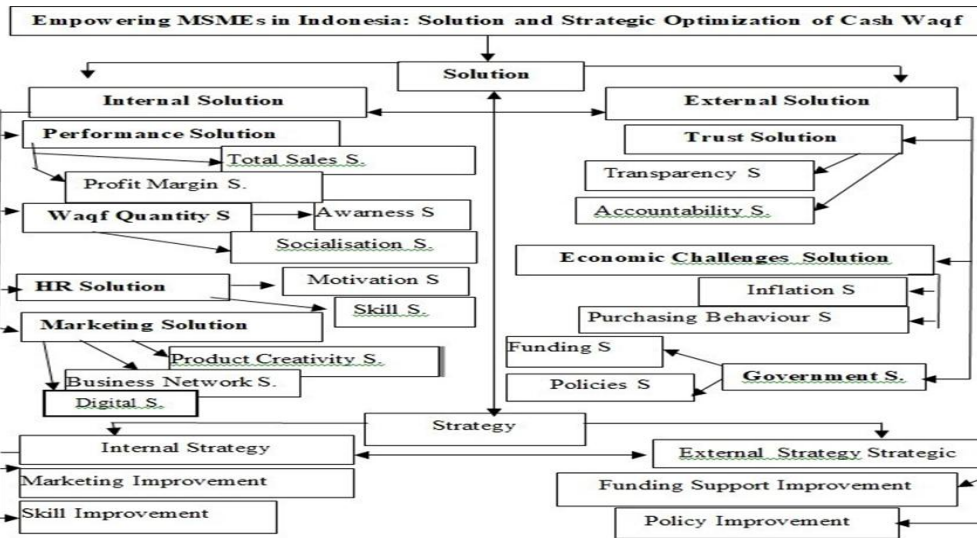 Empowering MSMEs in Indonesia: Solution and Strategic Optimization of Cash Waqf
Solution
Internal Solution
Performance Solution
Total Sales S.
Profit Margin S.
Waqf Quantity S
Awarness S
Socialisation S.
HR Solution
Motivation S
Skill S.
Marketing Solution
Product Creativity S.
Business Network S.
Digital S.
External Solution
Trust Solution
Transparency S
Accountability S.
Economic Challenges Solution
Inflation S
Purchasing Behaviour S
Government S.
Funding S
Policies S
Strategy
Internal Strategy
Marketing Improvement
Skill Improvement
External Strategy Strategic
Funding Support Improvement
Policy Improvement